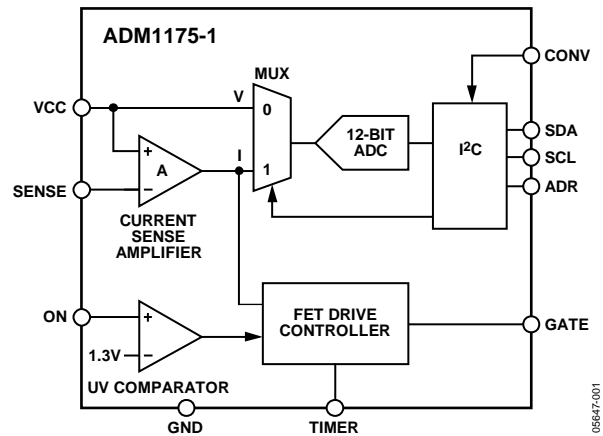 ADM1175-1
MUX
CONV
VCC
V
0
12-BIT
ADC
I²C
SDA
SCL
ADR
+
A
−
I
1
SENSE
CURRENT
SENSE
AMPLIFIER
ON
+
1.3V
−
FET DRIVE
CONTROLLER
GATE
UV COMPARATOR
GND
TIMER
05647-001